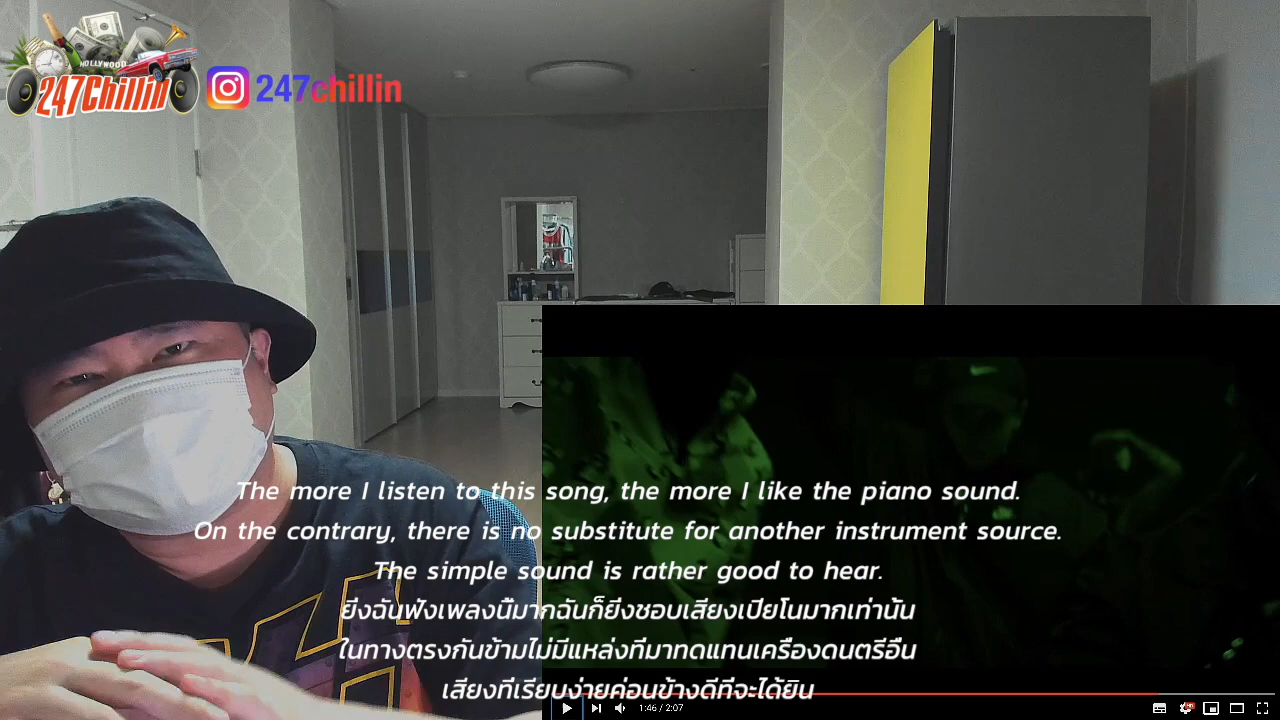 HOLLYWOOD
247Chillin
247chillin
The more I listen to this song, the more I like the piano sound.
On the contrary, there is no substitute for another instrument source.
The simple sound is rather good to hear.
ยิ่งฉันฟังเพลงนี้มากฉันก็ยิ่งชอบเสียงเปียโนมากเท่านั้น
ในทางตรงกันข้ามไม่มีแหล่งที่มาทดแทนเครื่องดนตรีอื่น
เสียงที่เรียบง่ายค่อนข้างดีที่จะได้ยิน
1:46 / 2:07